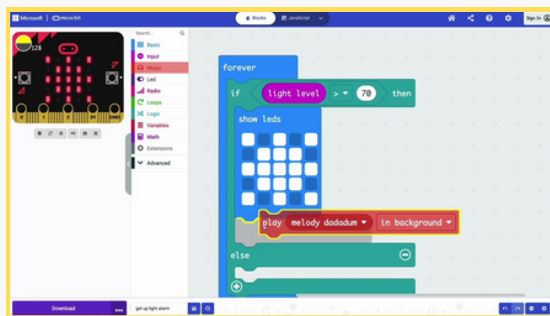 Microsoft micro:bit Blocks JavaScript Sign In
128
Search...
Basic
Input
Music
Led
Radio
Loops
Logic
Variables
Math
Extensions
Advanced
forever
if light level > 70 then
show leds
play melody dadadum in background
else
Download
get up light alarm